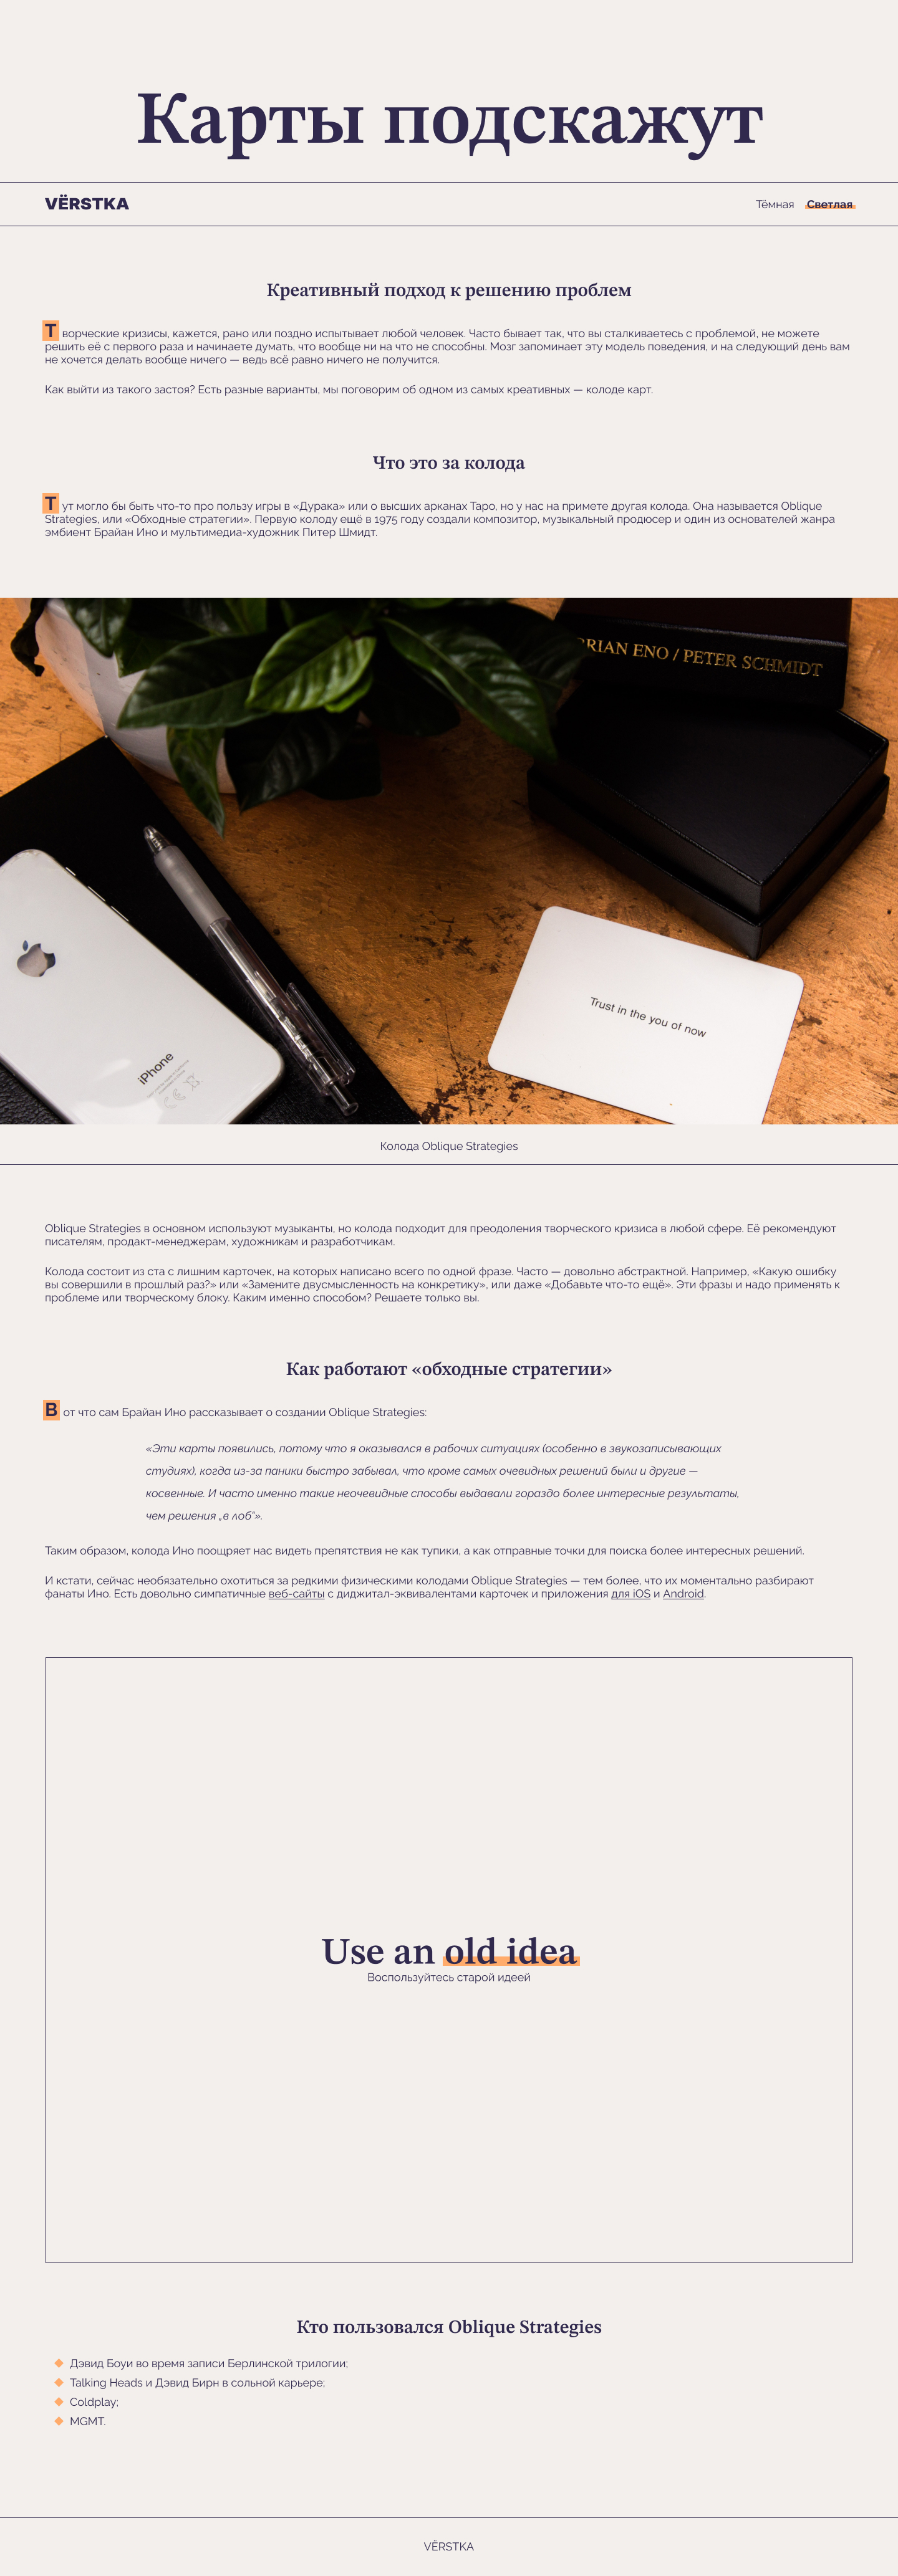 Карты подскажут
VЁRSTKA
Тёмная Светлая
Креативный подход к решению проблем
Творческие кризисы, кажется, рано или поздно испытывает любой человек. Часто бывает так, что вы сталкиваетесь с проблемой, не можете
решить её с первого раза и начинаете думать, что вообще ни на что не способны. Мозг запоминает эту модель поведения, и на следующий день вам
не хочется делать вообще ничего — ведь всё равно ничего не получится.
Как выйти из такого застоя? Есть разные варианты, мы поговорим об одном из самых креативных — колоде карт.
Что это за колода
Тут могло бы быть что-то про пользу игры в «Дурака» или о высших арканах Таро, но у нас на примете другая колода. Она называется Oblique
Strategies, или «Обходные стратегии». Первую колоду ещё в 1975 году создали композитор, музыкальный продюсер и один из основателей жанра
эмбиент Брайан Ино и мультимедиа-художник Питер Шмидт.
BRIAN ENO / PETER SCHMIDT
Trust in the you of now
iPhone
Колода Oblique Strategies
Oblique Strategies в основном используют музыканты, но колода подходит для преодоления творческого кризиса в любой сфере. Её рекомендуют
писателям, продакт-менеджерам, художникам и разработчикам.
Колода состоит из ста с лишним карточек, на которых написано всего по одной фразе. Часто — довольно абстрактной. Например, «Какую ошибку
вы совершили в прошлый раз?» или «Замените двусмысленность на конкретику», или даже «Добавьте что-то ещё». Эти фразы и надо применять к
проблеме или творческому блоку. Каким именно способом? Решаете только вы.
Как работают «обходные стратегии»
Вот что сам Брайан Ино рассказывает о создании Oblique Strategies:
«Эти карты появились, потому что я оказывался в рабочих ситуациях (особенно в звукозаписывающих
студиях), когда из-за паники быстро забывал, что кроме самых очевидных решений были и другие —
косвенные. И часто именно такие неочевидные способы выдавали гораздо более интересные результаты,
чем решения „в лоб“».
Таким образом, колода Ино поощряет нас видеть препятствия не как тупики, а как отправные точки для поиска более интересных решений.
И кстати, сейчас необязательно охотиться за редкими физическими колодами Oblique Strategies — тем более, что их моментально разбирают
фанаты Ино. Есть довольно симпатичные веб-сайты с диджитал-эквивалентами карточек и приложения для iOS и Android.
Use an old idea
Воспользуйтесь старой идеей
Кто пользовался Oblique Strategies
Дэвид Боуи во время записи Берлинской трилогии;
Talking Heads и Дэвид Бирн в сольной карьере;
Coldplay;
MGMT.
VЁRSTKA